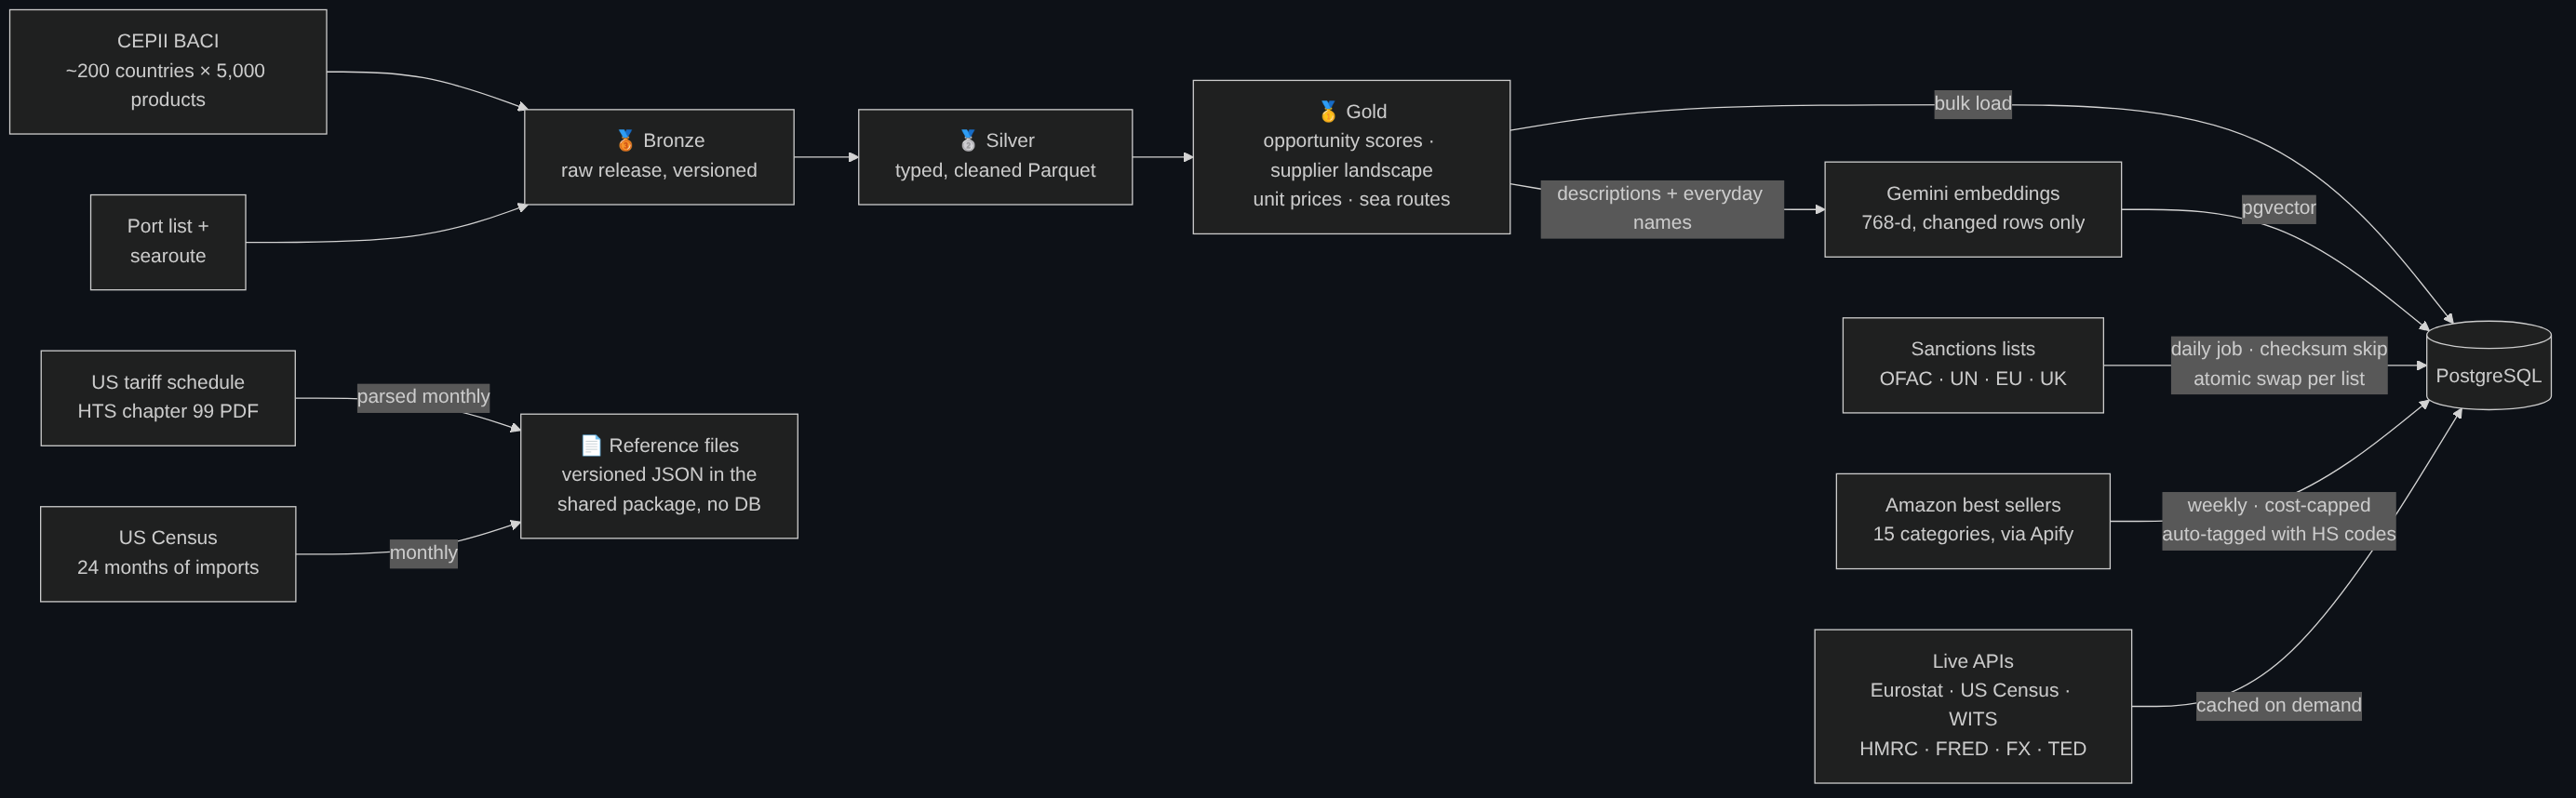 CEPII BACI
~200 countries × 5,000
products
Port list +
searoute
🥉 Bronze
raw release, versioned
🥈 Silver
typed, cleaned Parquet
🥇 Gold
opportunity scores ·
supplier landscape
unit prices · sea routes
bulk load
descriptions + everyday
names
Gemini embeddings
768-d, changed rows only
pgvector
US tariff schedule
HTS chapter 99 PDF
parsed monthly
US Census
24 months of imports
monthly
📄 Reference files
versioned JSON in the
shared package, no DB
Sanctions lists
OFAC · UN · EU · UK
daily job · checksum skip
atomic swap per list
PostgreSQL
Amazon best sellers
15 categories, via Apify
weekly · cost-capped
auto-tagged with HS codes
Live APIs
Eurostat · US Census ·
WITS
HMRC · FRED · FX · TED
cached on demand